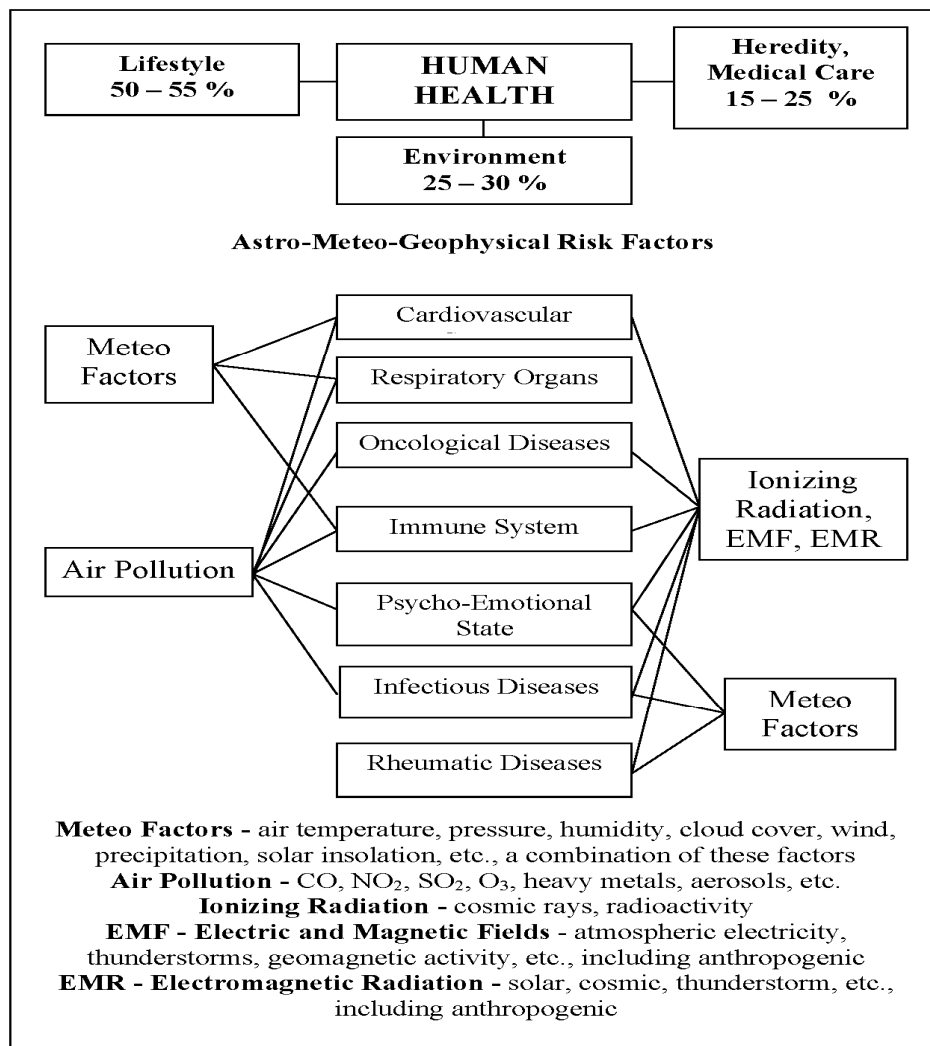 Lifestyle
50 – 55 %
HUMAN
HEALTH
Heredity,
Medical Care
15 – 25 %
Environment
25 – 30 %
Astro-Meteo-Geophysical Risk Factors
Meteo
Factors
Air Pollution
Cardiovascular
Respiratory Organs
Oncological Diseases
Immune System
Psycho-Emotional
State
Infectious Diseases
Rheumatic Diseases
Ionizing
Radiation,
EMF, EMR
Meteo
Factors
Meteo Factors - air temperature, pressure, humidity, cloud cover, wind,
precipitation, solar insolation, etc., a combination of these factors
Air Pollution - CO, NO₂, SO₂, O₃, heavy metals, aerosols, etc.
Ionizing Radiation - cosmic rays, radioactivity
EMF - Electric and Magnetic Fields - atmospheric electricity,
thunderstorms, geomagnetic activity, etc., including anthropogenic
EMR - Electromagnetic Radiation - solar, cosmic, thunderstorm, etc.,
including anthropogenic